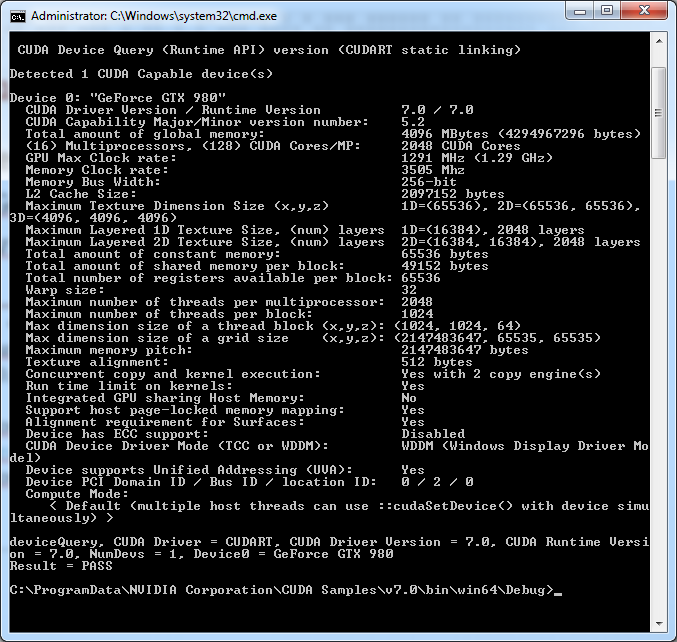 Administrator: C:\Windows\system32\cmd.exe
CUDA Device Query (Runtime API) version (CUDART static linking)
Detected 1 CUDA Capable device(s)
Device 0: "GeForce GTX 980"
CUDA Driver Version / Runtime Version          7.0 / 7.0
CUDA Capability Major/Minor version number:    5.2
Total amount of global memory:                 4096 MBytes (4294967296 bytes)
(16) Multiprocessors, (128) CUDA Cores/MP:     2048 CUDA Cores
GPU Max Clock rate:                            1291 MHz (1.29 GHz)
Memory Clock rate:                             3505 Mhz
Memory Bus Width:                              256-bit
L2 Cache Size:                                 2097152 bytes
Maximum Texture Dimension Size (x,y,z)         1D=(65536), 2D=(65536, 65536),
3D=(4096, 4096, 4096)
Maximum Layered 1D Texture Size, (num) layers  1D=(16384), 2048 layers
Maximum Layered 2D Texture Size, (num) layers  2D=(16384, 16384), 2048 layers
Total amount of constant memory:               65536 bytes
Total amount of shared memory per block:       49152 bytes
Total number of registers available per block: 65536
Warp size:                                     32
Maximum number of threads per multiprocessor:  2048
Maximum number of threads per block:           1024
Max dimension size of a thread block (x,y,z): (1024, 1024, 64)
Max dimension size of a grid size    (x,y,z): (2147483647, 65535, 65535)
Maximum memory pitch:                          2147483647 bytes
Texture alignment:                             512 bytes
Concurrent copy and kernel execution:          Yes with 2 copy engine(s)
Run time limit on kernels:                     Yes
Integrated GPU sharing Host Memory:            No
Support host page-locked memory mapping:       Yes
Alignment requirement for Surfaces:            Yes
Device has ECC support:                        Disabled
CUDA Device Driver Mode (TCC or WDDM):         WDDM (Windows Display Driver Mo
del)
Device supports Unified Addressing (UVA):      Yes
Device PCI Domain ID / Bus ID / location ID:   0 / 2 / 0
Compute Mode:
< Default (multiple host threads can use ::cudaSetDevice() with device simu
ltaneously) >
deviceQuery, CUDA Driver = CUDART, CUDA Driver Version = 7.0, CUDA Runtime Versi
on = 7.0, NumDevs = 1, Device0 = GeForce GTX 980
Result = PASS
C:\ProgramData\NVIDIA Corporation\CUDA Samples\v7.0\bin\win64\Debug>_